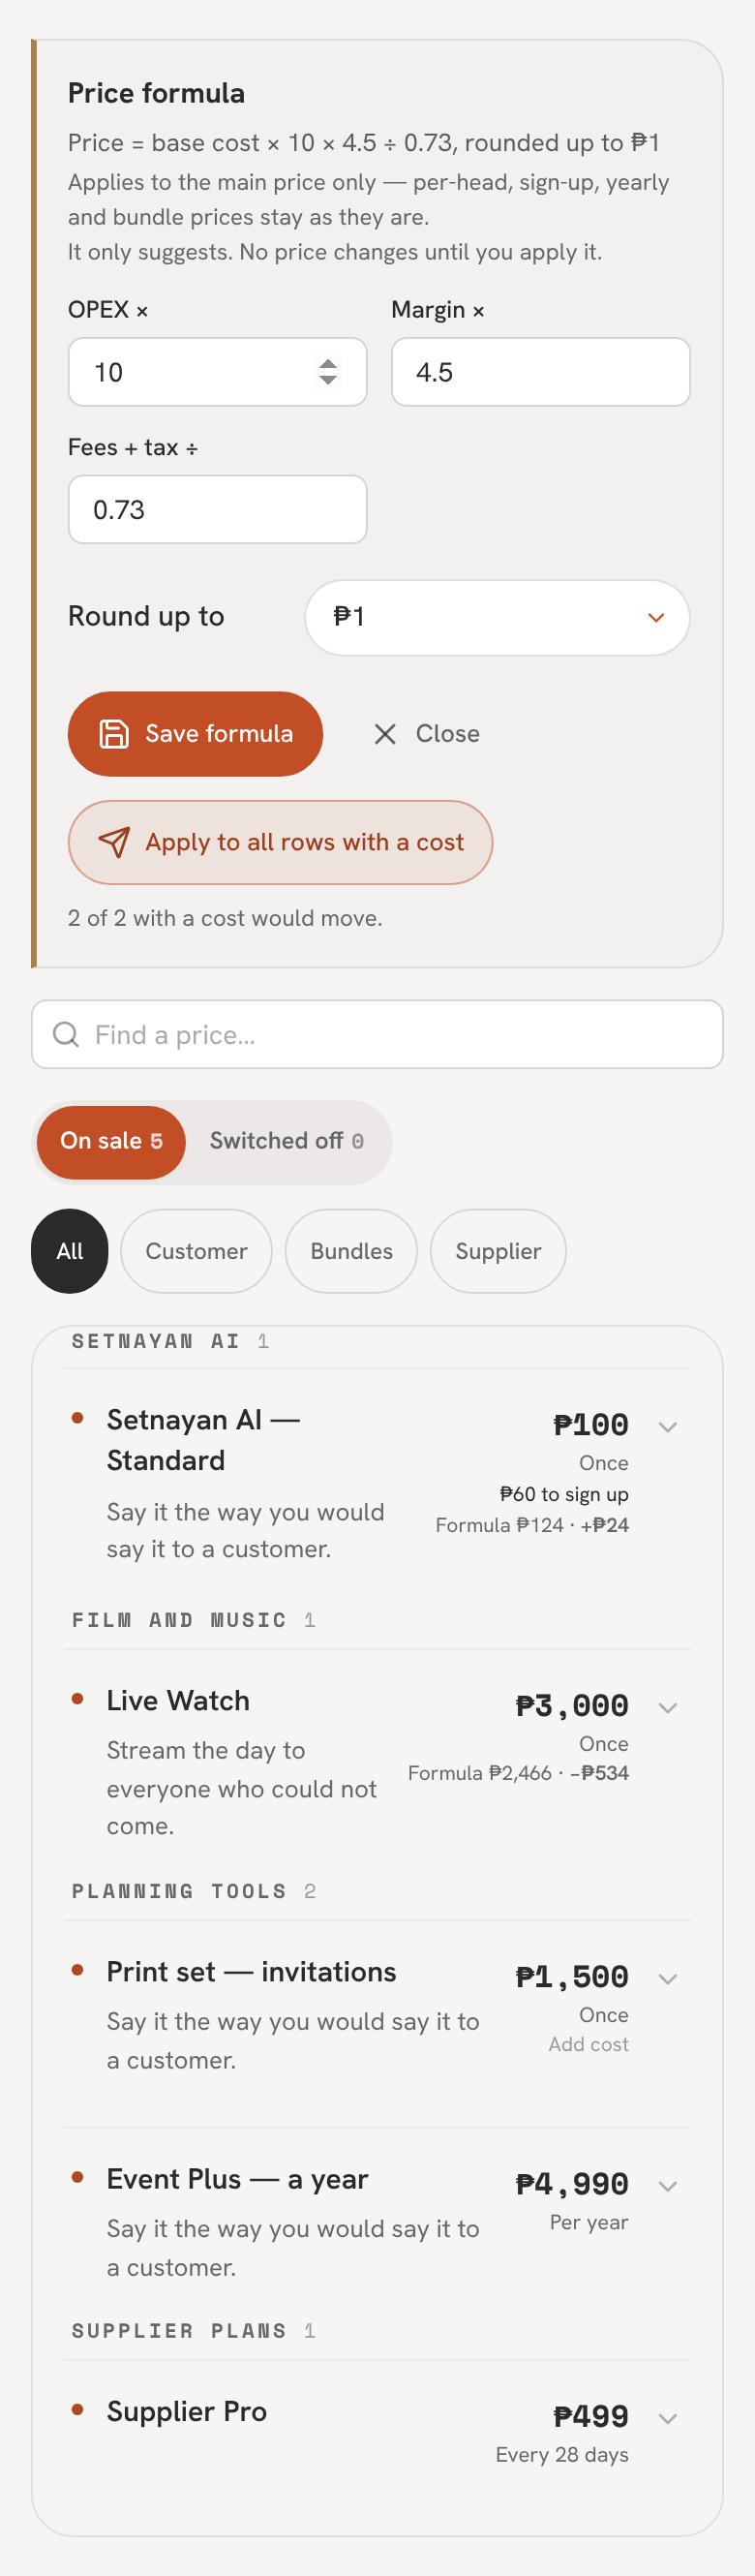 Price formula
Price = base cost × 10 × 4.5 ÷ 0.73, rounded up to ₱1
Applies to the main price only — per-head, sign-up, yearly
and bundle prices stay as they are.
It only suggests. No price changes until you apply it.
OPEX ×
Margin ×
10
4.5
Fees + tax ÷
0.73
Round up to
₱1
Save formula
Close
Apply to all rows with a cost
2 of 2 with a cost would move.
Find a price...
On sale 5
Switched off 0
All
Customer
Bundles
Supplier
SETNAYAN AI 1
Setnayan AI —
Standard
₱100
Once
₱60 to sign up
Formula ₱124 · +₱24
Say it the way you would
say it to a customer.
FILM AND MUSIC 1
Live Watch
₱3,000
Once
Formula ₱2,466 · −₱534
Stream the day to
everyone who could not
come.
PLANNING TOOLS 2
Print set — invitations
₱1,500
Once
Add cost
Say it the way you would say it to
a customer.
Event Plus — a year
₱4,990
Per year
Say it the way you would say it to
a customer.
SUPPLIER PLANS 1
Supplier Pro
₱499
Every 28 days